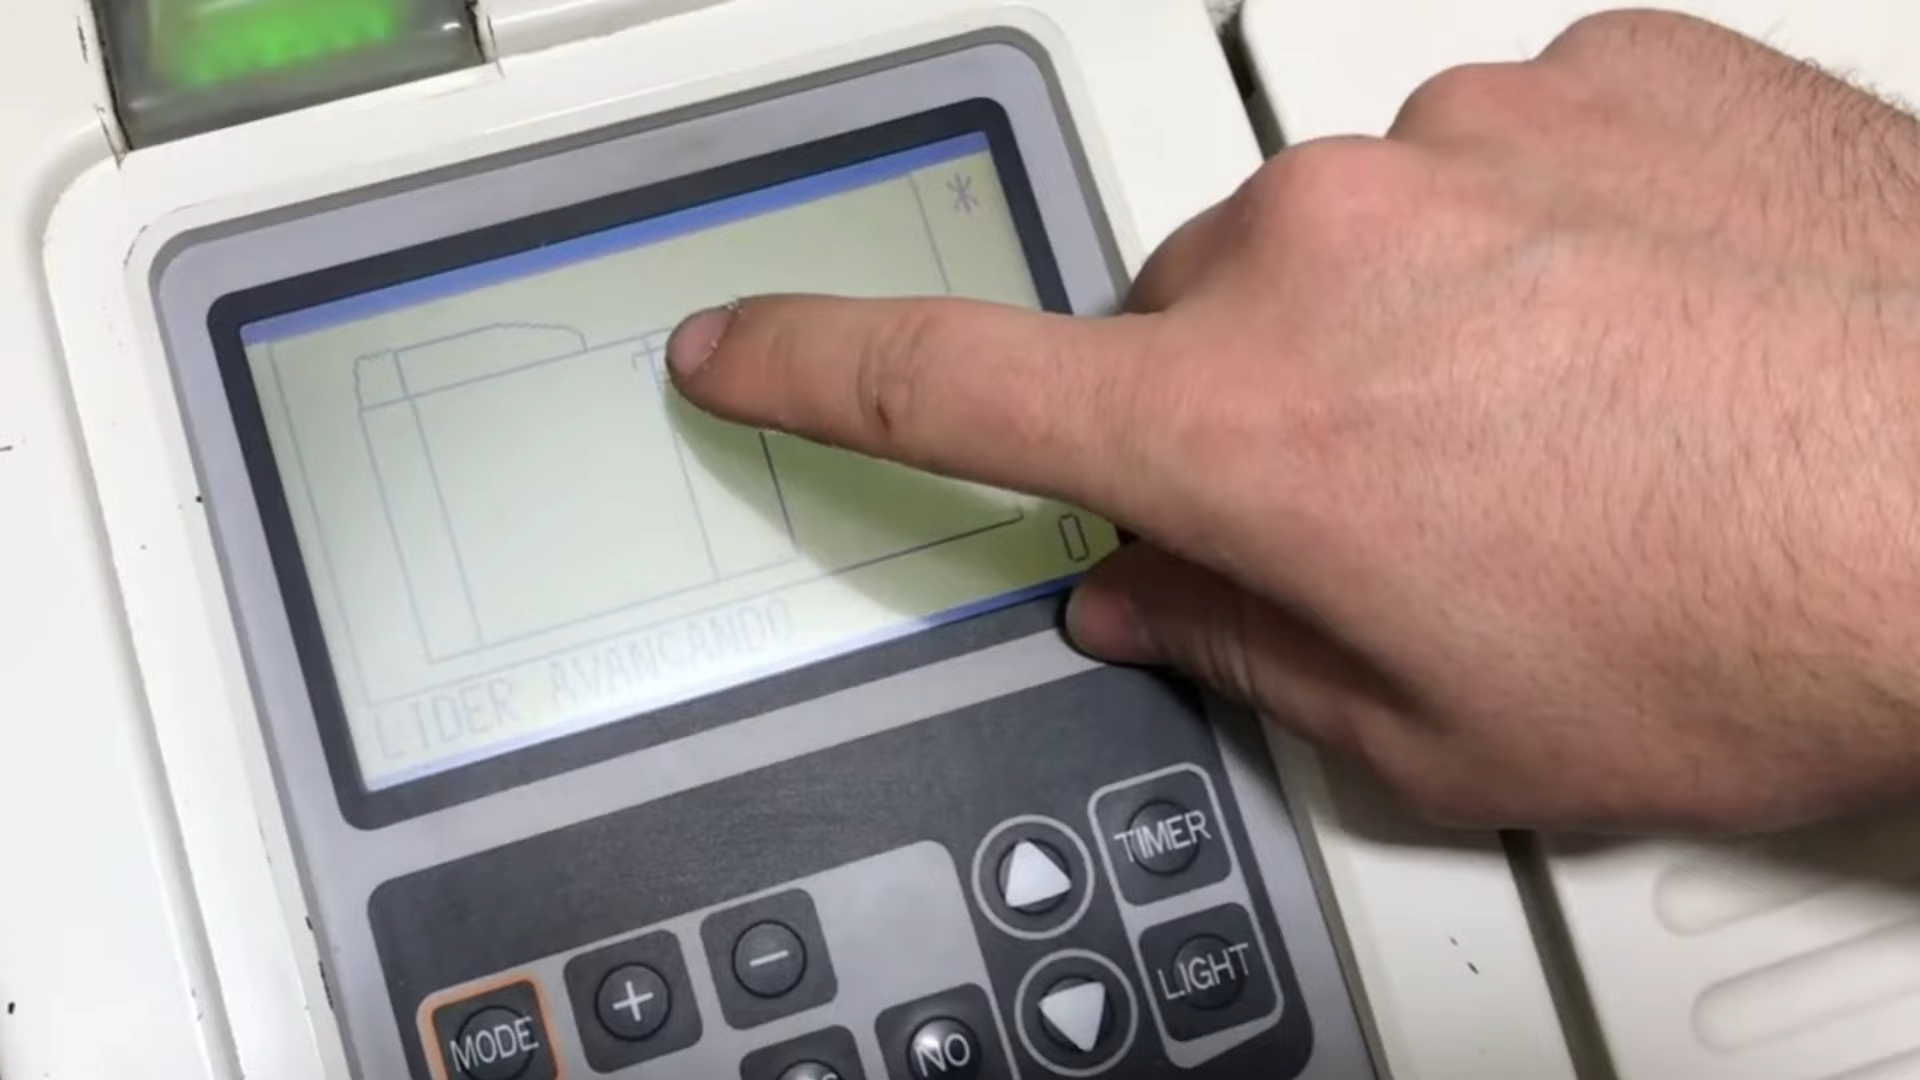 *
0
LIDER AVANCANDO
TIMER
LIGHT
+
-
MODE
NO